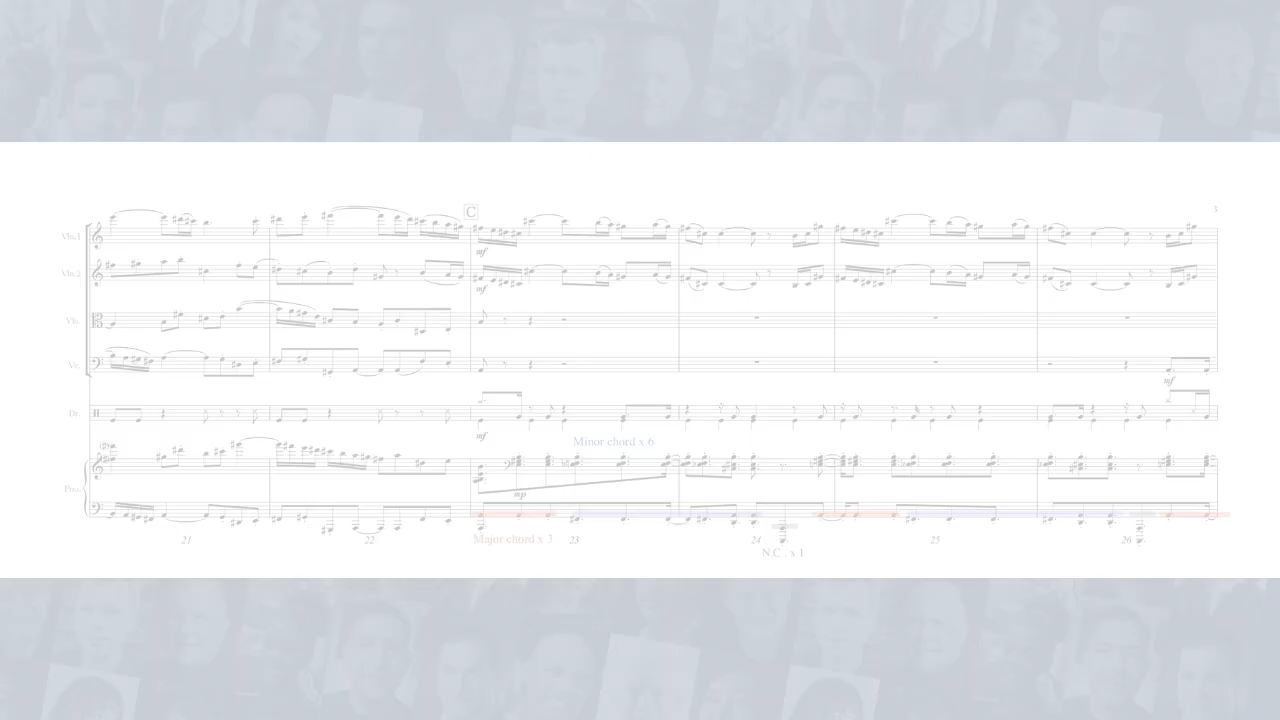 C
3
Vln.1
mf
Vln.2
mf
Vla.
Vc.
mf
Dr.
mf
Minor chord x 6
Pno.
mp
21
22
Major chord x 3
23
24
25
26
N.C . x 1